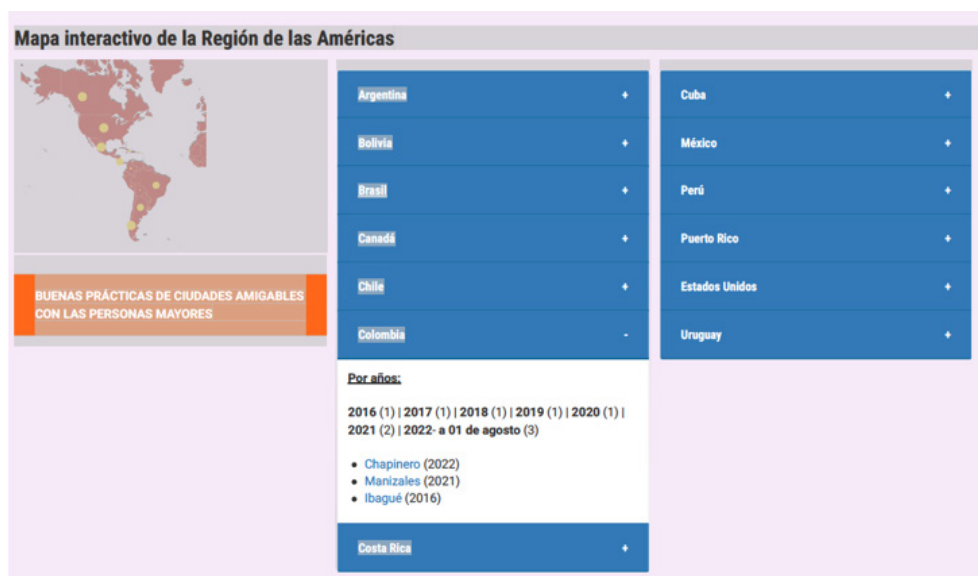 Mapa interactivo de la Región de las Américas
BUENAS PRÁCTICAS DE CIUDADES AMIGABLES
CON LAS PERSONAS MAYORES
Argentina +
Bolivia +
Brasil +
Canadá +
Chile +
Colombia -
Por años:
2016 (1) | 2017 (1) | 2018 (1) | 2019 (1) | 2020 (1) |
2021 (2) | 2022- a 01 de agosto (3)
• Chapinero (2022)
• Manizales (2021)
• Ibagué (2016)
Costa Rica +
Cuba +
México +
Perú +
Puerto Rico +
Estados Unidos +
Uruguay +